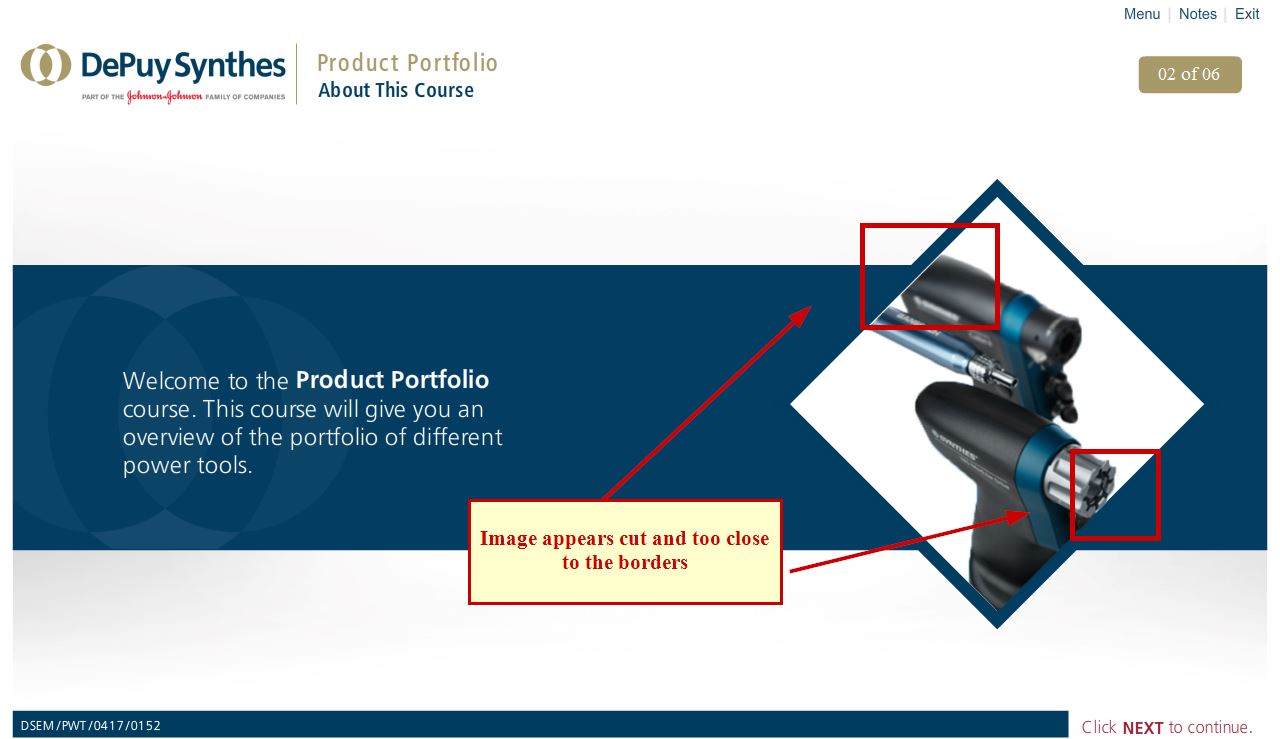 Menu | Notes | Exit
DePuy Synthes
PART OF THE Johnson & Johnson FAMILY OF COMPANIES
Product Portfolio
About This Course
02 of 06
Welcome to the Product Portfolio
course. This course will give you an
overview of the portfolio of different
power tools.
SYNTHES
Image appears cut and too close
to the borders
DSEM/PWT/0417/0152
Click NEXT to continue.